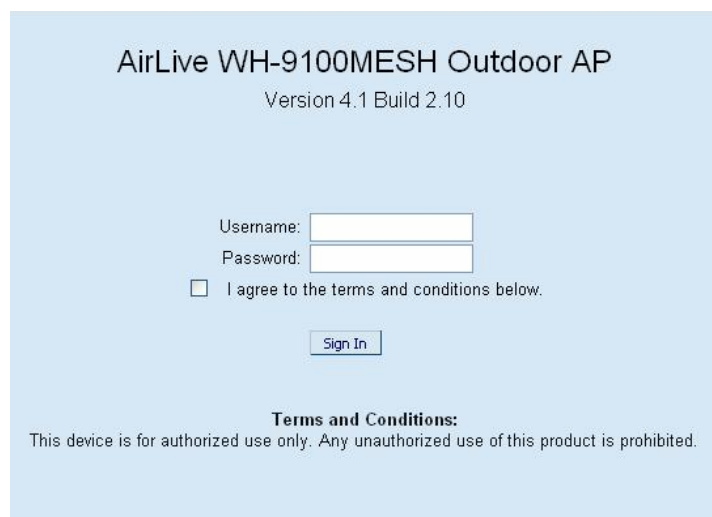 AirLive WH-9100MESH Outdoor AP
Version 4.1 Build 2.10
Username:
Password:
I agree to the terms and conditions below.
Sign In
Terms and Conditions:
This device is for authorized use only. Any unauthorized use of this product is prohibited.